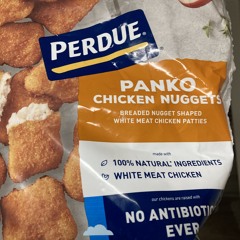 PERDUE®
PANKO
CHICKEN NUGGETS
BREADED NUGGET SHAPED
WHITE MEAT CHICKEN PATTIES
made with
100% NATURAL* INGREDIENTS
WHITE MEAT CHICKEN
our chickens are raised with
NO ANTIBIOTIC
EVER